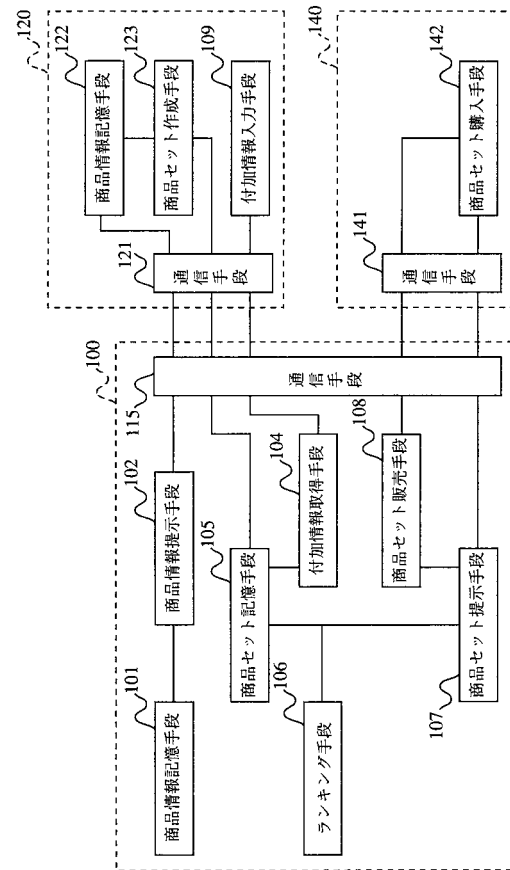 100
101
商品情報記憶手段
102
商品情報提示手段
105
商品セット記憶手段
104
付加情報取得手段
106
ランキング手段
108
商品セット販売手段
107
商品セット提示手段
115
通信手段
120
121
通信手段
122
商品情報記憶手段
123
商品セット作成手段
109
付加情報入力手段
140
141
通信手段
142
商品セット購入手段